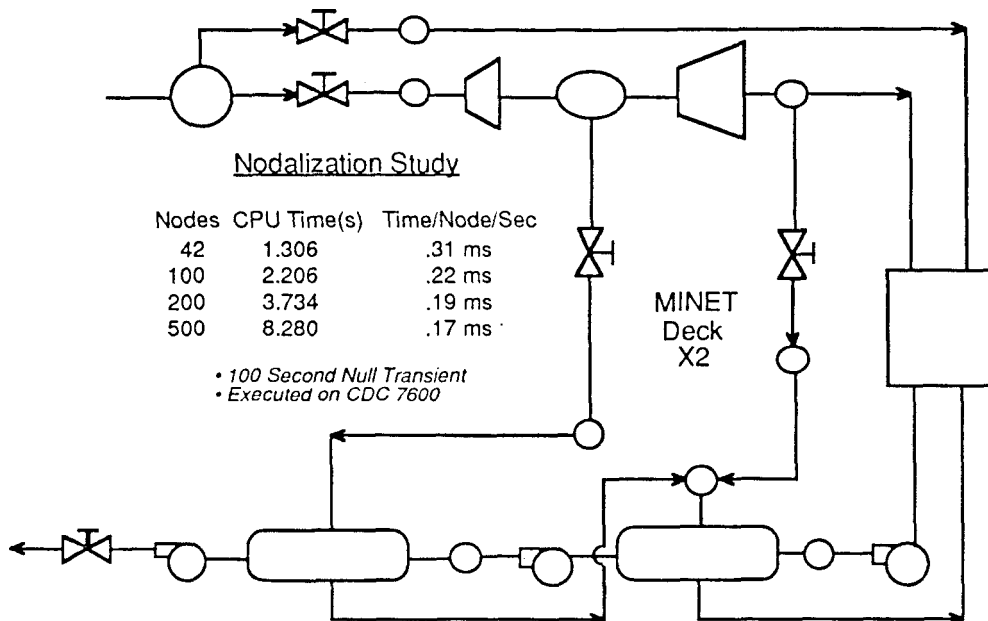 Nodalization Study
Nodes CPU Time(s) Time/Node/Sec
42 1.306 .31 ms
100 2.206 .22 ms
200 3.734 .19 ms
500 8.280 .17 ms
• 100 Second Null Transient
• Executed on CDC 7600
MINET
Deck
X2